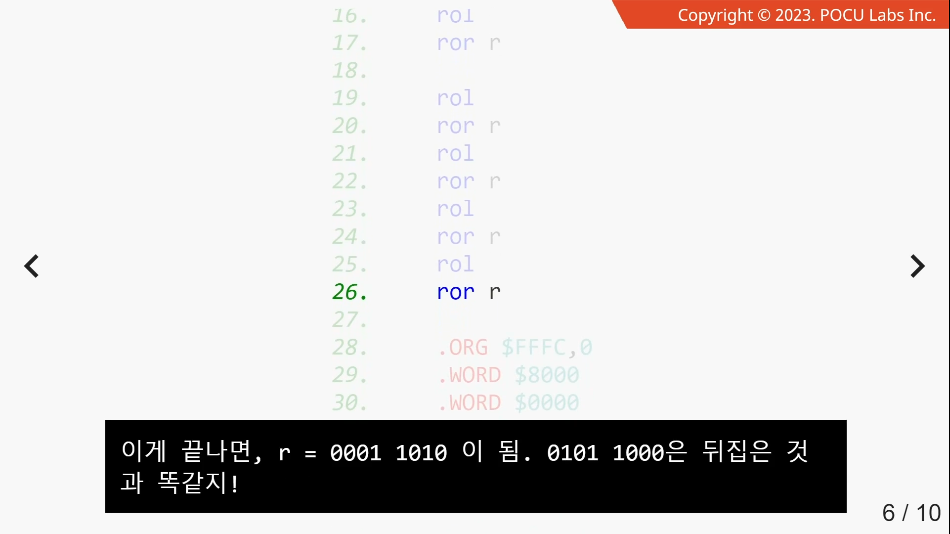 Copyright © 2023. POCU Labs Inc.
16. rol
17. ror r
18.
19. rol
20. ror r
21. rol
22. ror r
23. rol
24. ror r
25. rol
26. ror r
27.
28. .ORG $FFFC,0
29. .WORD $8000
30. .WORD $0000
이게 끝나면, r = 0001 1010 이 됨. 0101 1000은 뒤집은 것
과 똑같지!
6 / 10